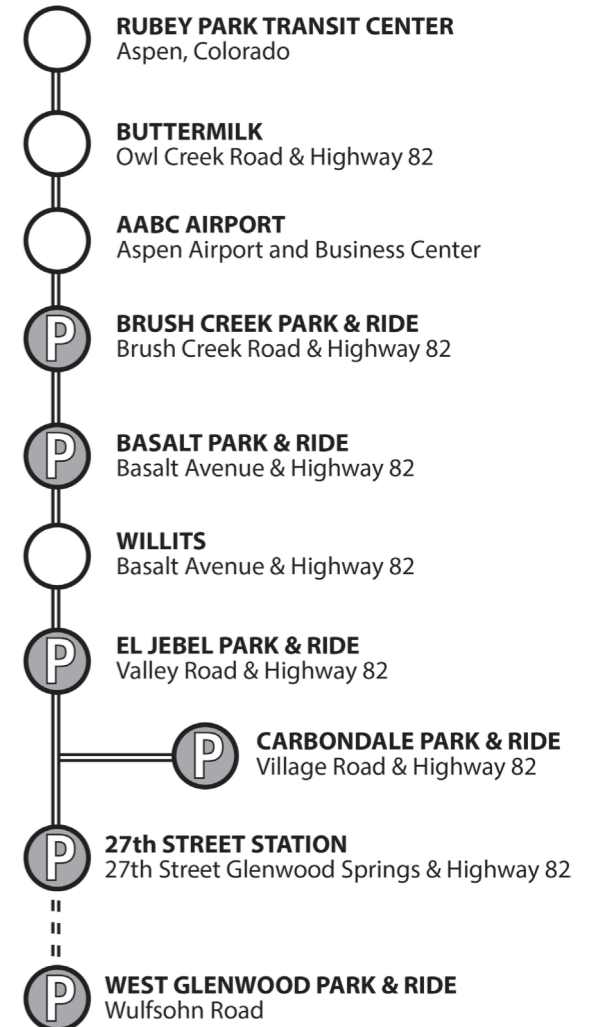 RUBEY PARK TRANSIT CENTER
Aspen, Colorado
BUTTERMILK
Owl Creek Road & Highway 82
AABC AIRPORT
Aspen Airport and Business Center
P
BRUSH CREEK PARK & RIDE
Brush Creek Road & Highway 82
P
BASALT PARK & RIDE
Basalt Avenue & Highway 82
WILLITS
Basalt Avenue & Highway 82
P
EL JEBEL PARK & RIDE
Valley Road & Highway 82
P
CARBONDALE PARK & RIDE
Village Road & Highway 82
P
27th STREET STATION
27th Street Glenwood Springs & Highway 82
P
WEST GLENWOOD PARK & RIDE
Wulfsohn Road